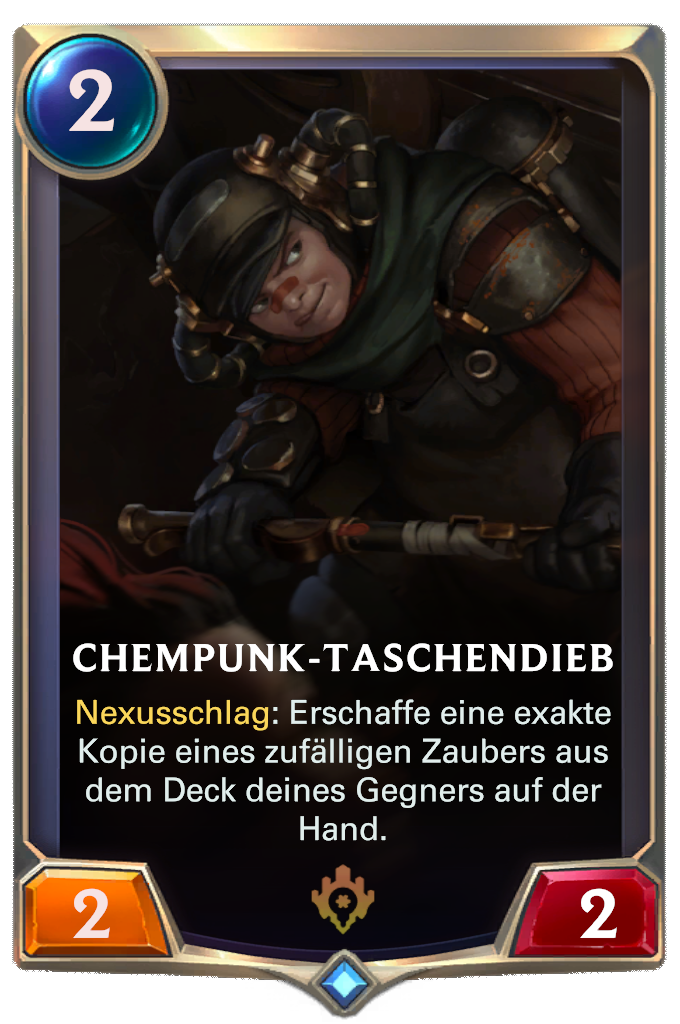 2
CHEMPUNK-TASCHENDIEB
Nexusschlag: Erschaffe eine exakte
Kopie eines zufälligen Zaubers aus
dem Deck deines Gegners auf der
Hand.
2
2